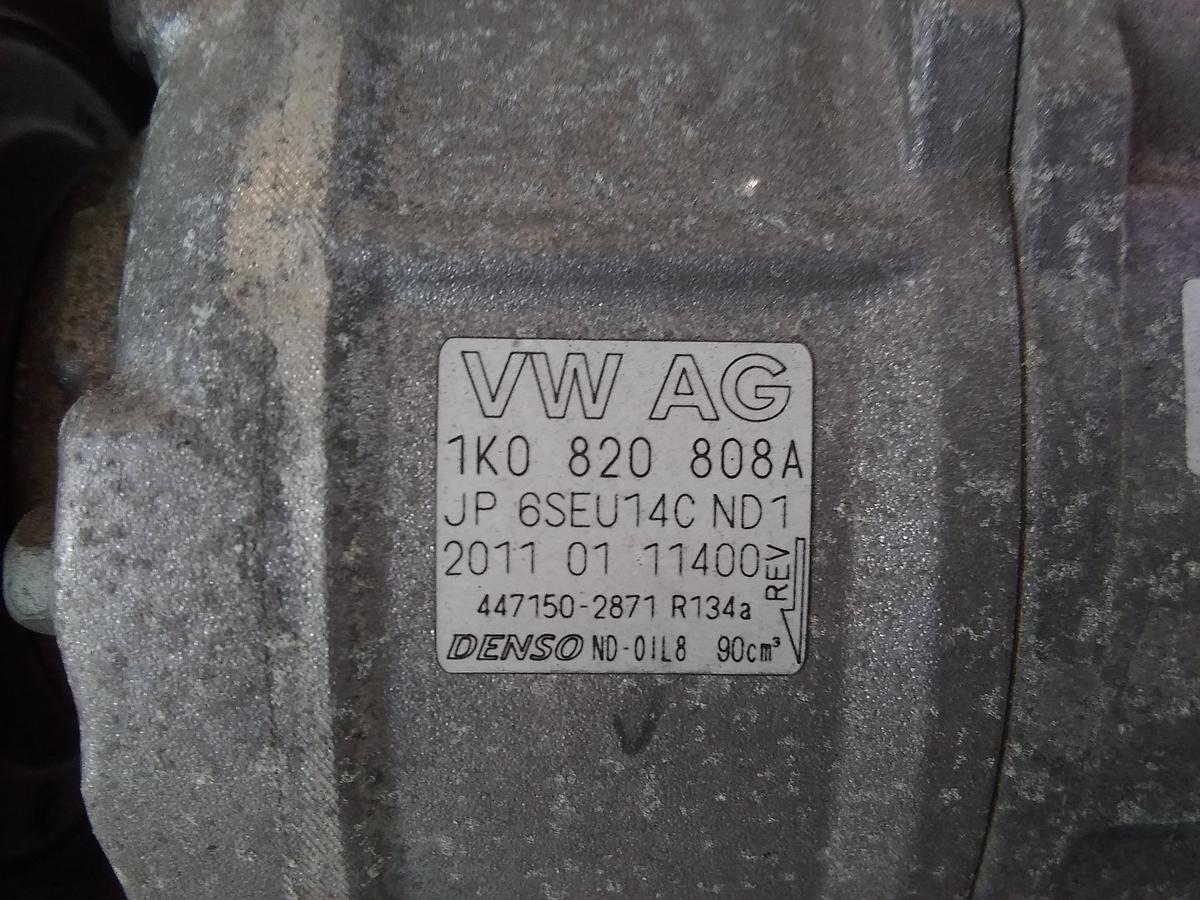 VW AG
1K0 820 808A
JP 6SEU14C ND1
2011 01 11400
REV
447150-2871 R134a
DENSO ND-OIL8 90cm³